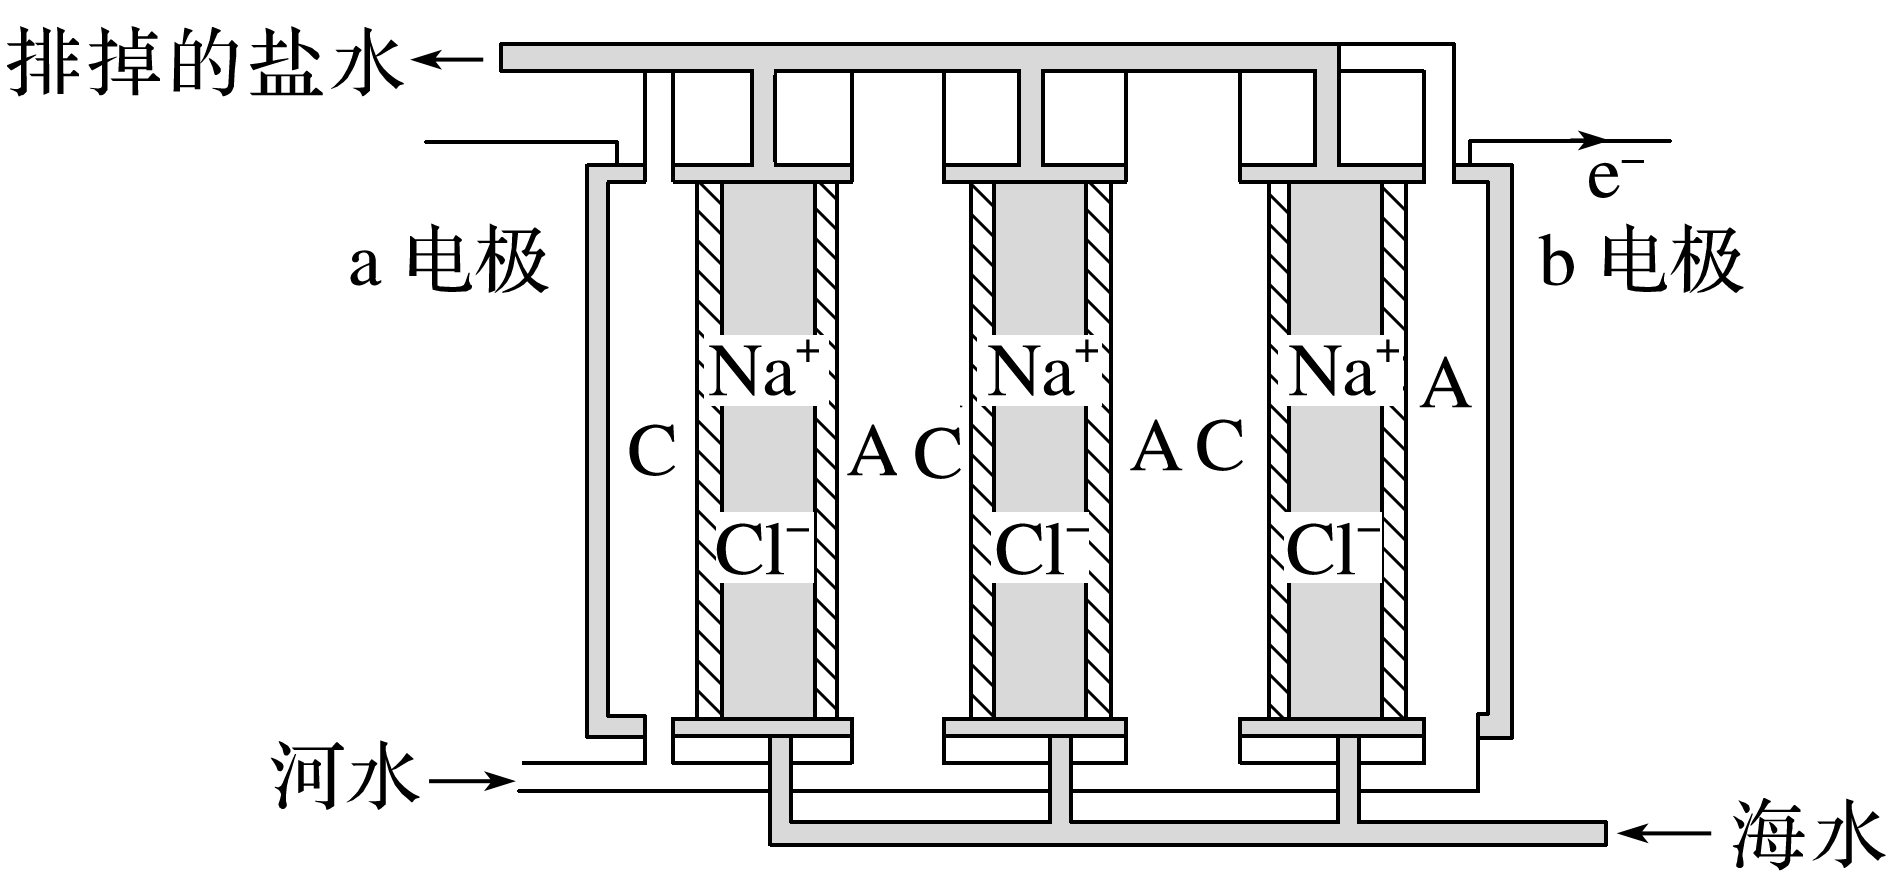 排掉的盐水
e⁻
a 电极
b 电极
Na⁺ Na⁺ Na⁺ A
C A C A C
Cl⁻ Cl⁻ Cl⁻
河水
海水